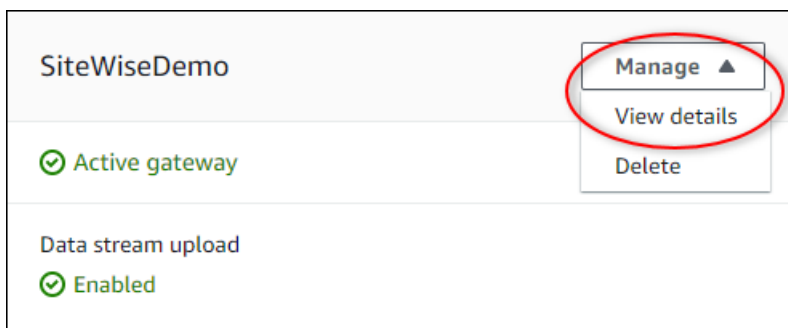 SiteWiseDemo
Manage
View details
Delete
Active gateway
Data stream upload
Enabled